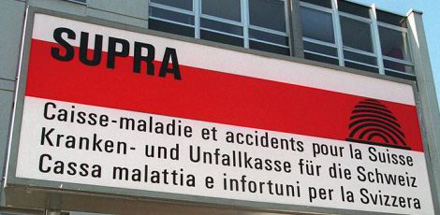 SUPRA
Caisse-maladie et accidents pour la Suisse
Kranken- und Unfallkasse für die Schweiz
Cassa malattia e infortuni per la Svizzera